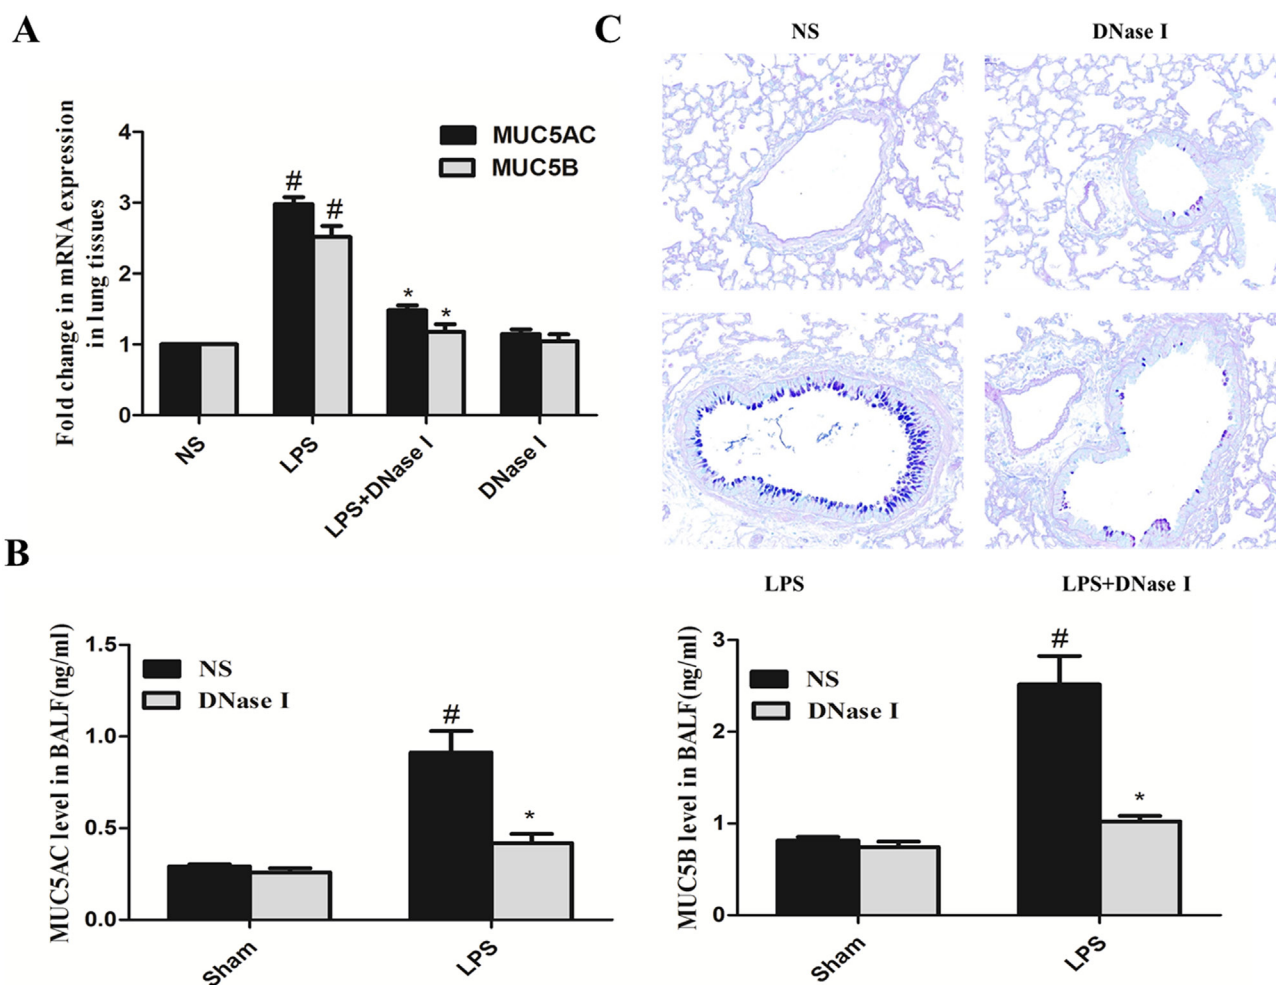 A
Fold change in mRNA expression
in lung tissues
4
3
2
1
0
MUC5AC
MUC5B
#
#
*
*
NS
LPS
LPS+DNase I
DNase I
C
NS
DNase I
LPS
LPS+DNase I
B
MUC5AC level in BALF(ng/ml)
1.5
1.0
0.5
0.0
NS
DNase I
#
*
Sham
LPS
MUC5B level in BALF(ng/ml)
3
2
1
0
NS
DNase I
#
*
Sham
LPS